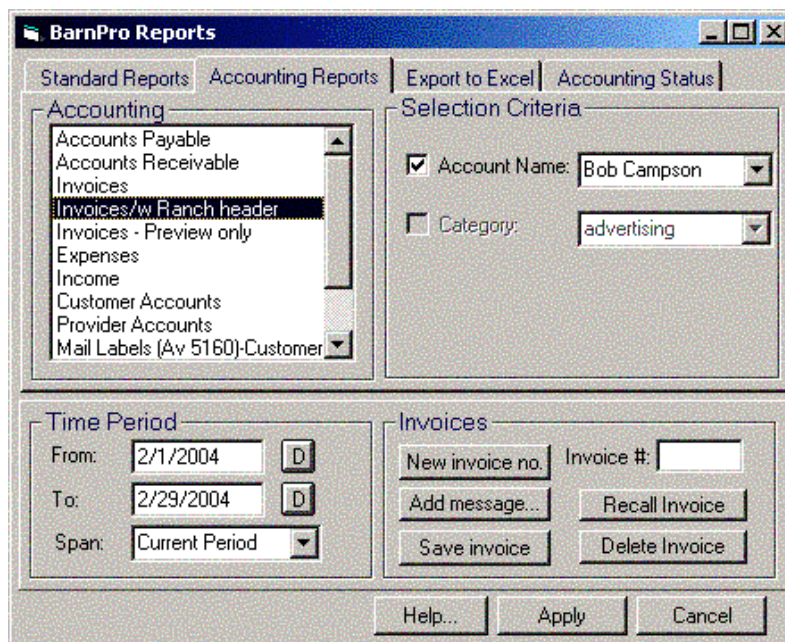 BarnPro Reports
Standard Reports Accounting Reports Export to Excel Accounting Status
Accounting
Accounts Payable
Accounts Receivable
Invoices
Invoices/w Ranch header
Invoices - Preview only
Expenses
Income
Customer Accounts
Provider Accounts
Mail Labels (Av 5160)-Customer
Selection Criteria
Account Name: Bob Campson
Category: advertising
Time Period
From: 2/1/2004 D
To: 2/29/2004 D
Span: Current Period
Invoices
New invoice no. Invoice #:
Add message... Recall Invoice
Save invoice Delete Invoice
Help... Apply Cancel